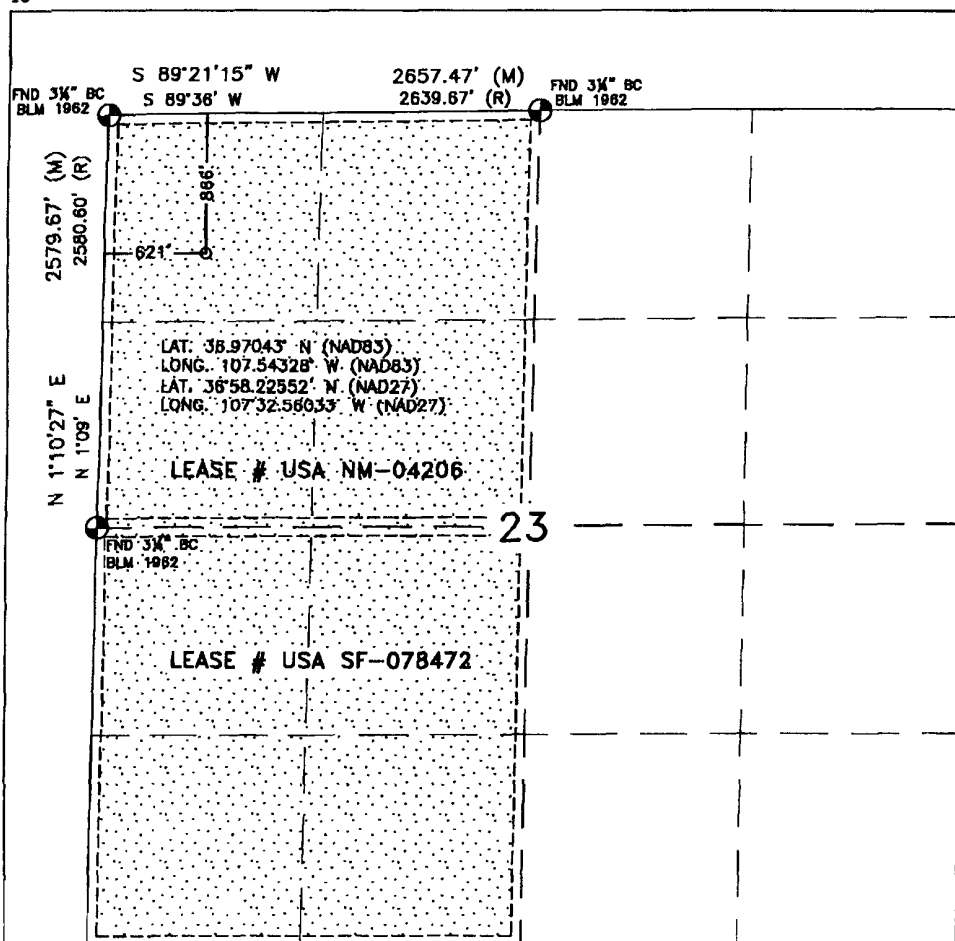 S 89°21'15" W 2657.47' (M)
S 89°36' W 2639.67' (R)
FND 3¼" BC
BLM 1962
FND 3¼" BC
BLM 1962
2579.67' (M)
2580.60' (R)
866'
621'
LAT. 36.97043° N (NAD83)
LONG. 107.54328° W (NAD83)
LAT. 36°58.22552' N (NAD27)
LONG. 107°32.56033' W (NAD27)
N 1°10'27" E
N 1°09' E
LEASE # USA NM-04206
23
FND 3¼" BC
BLM 1962
LEASE # USA SF-078472